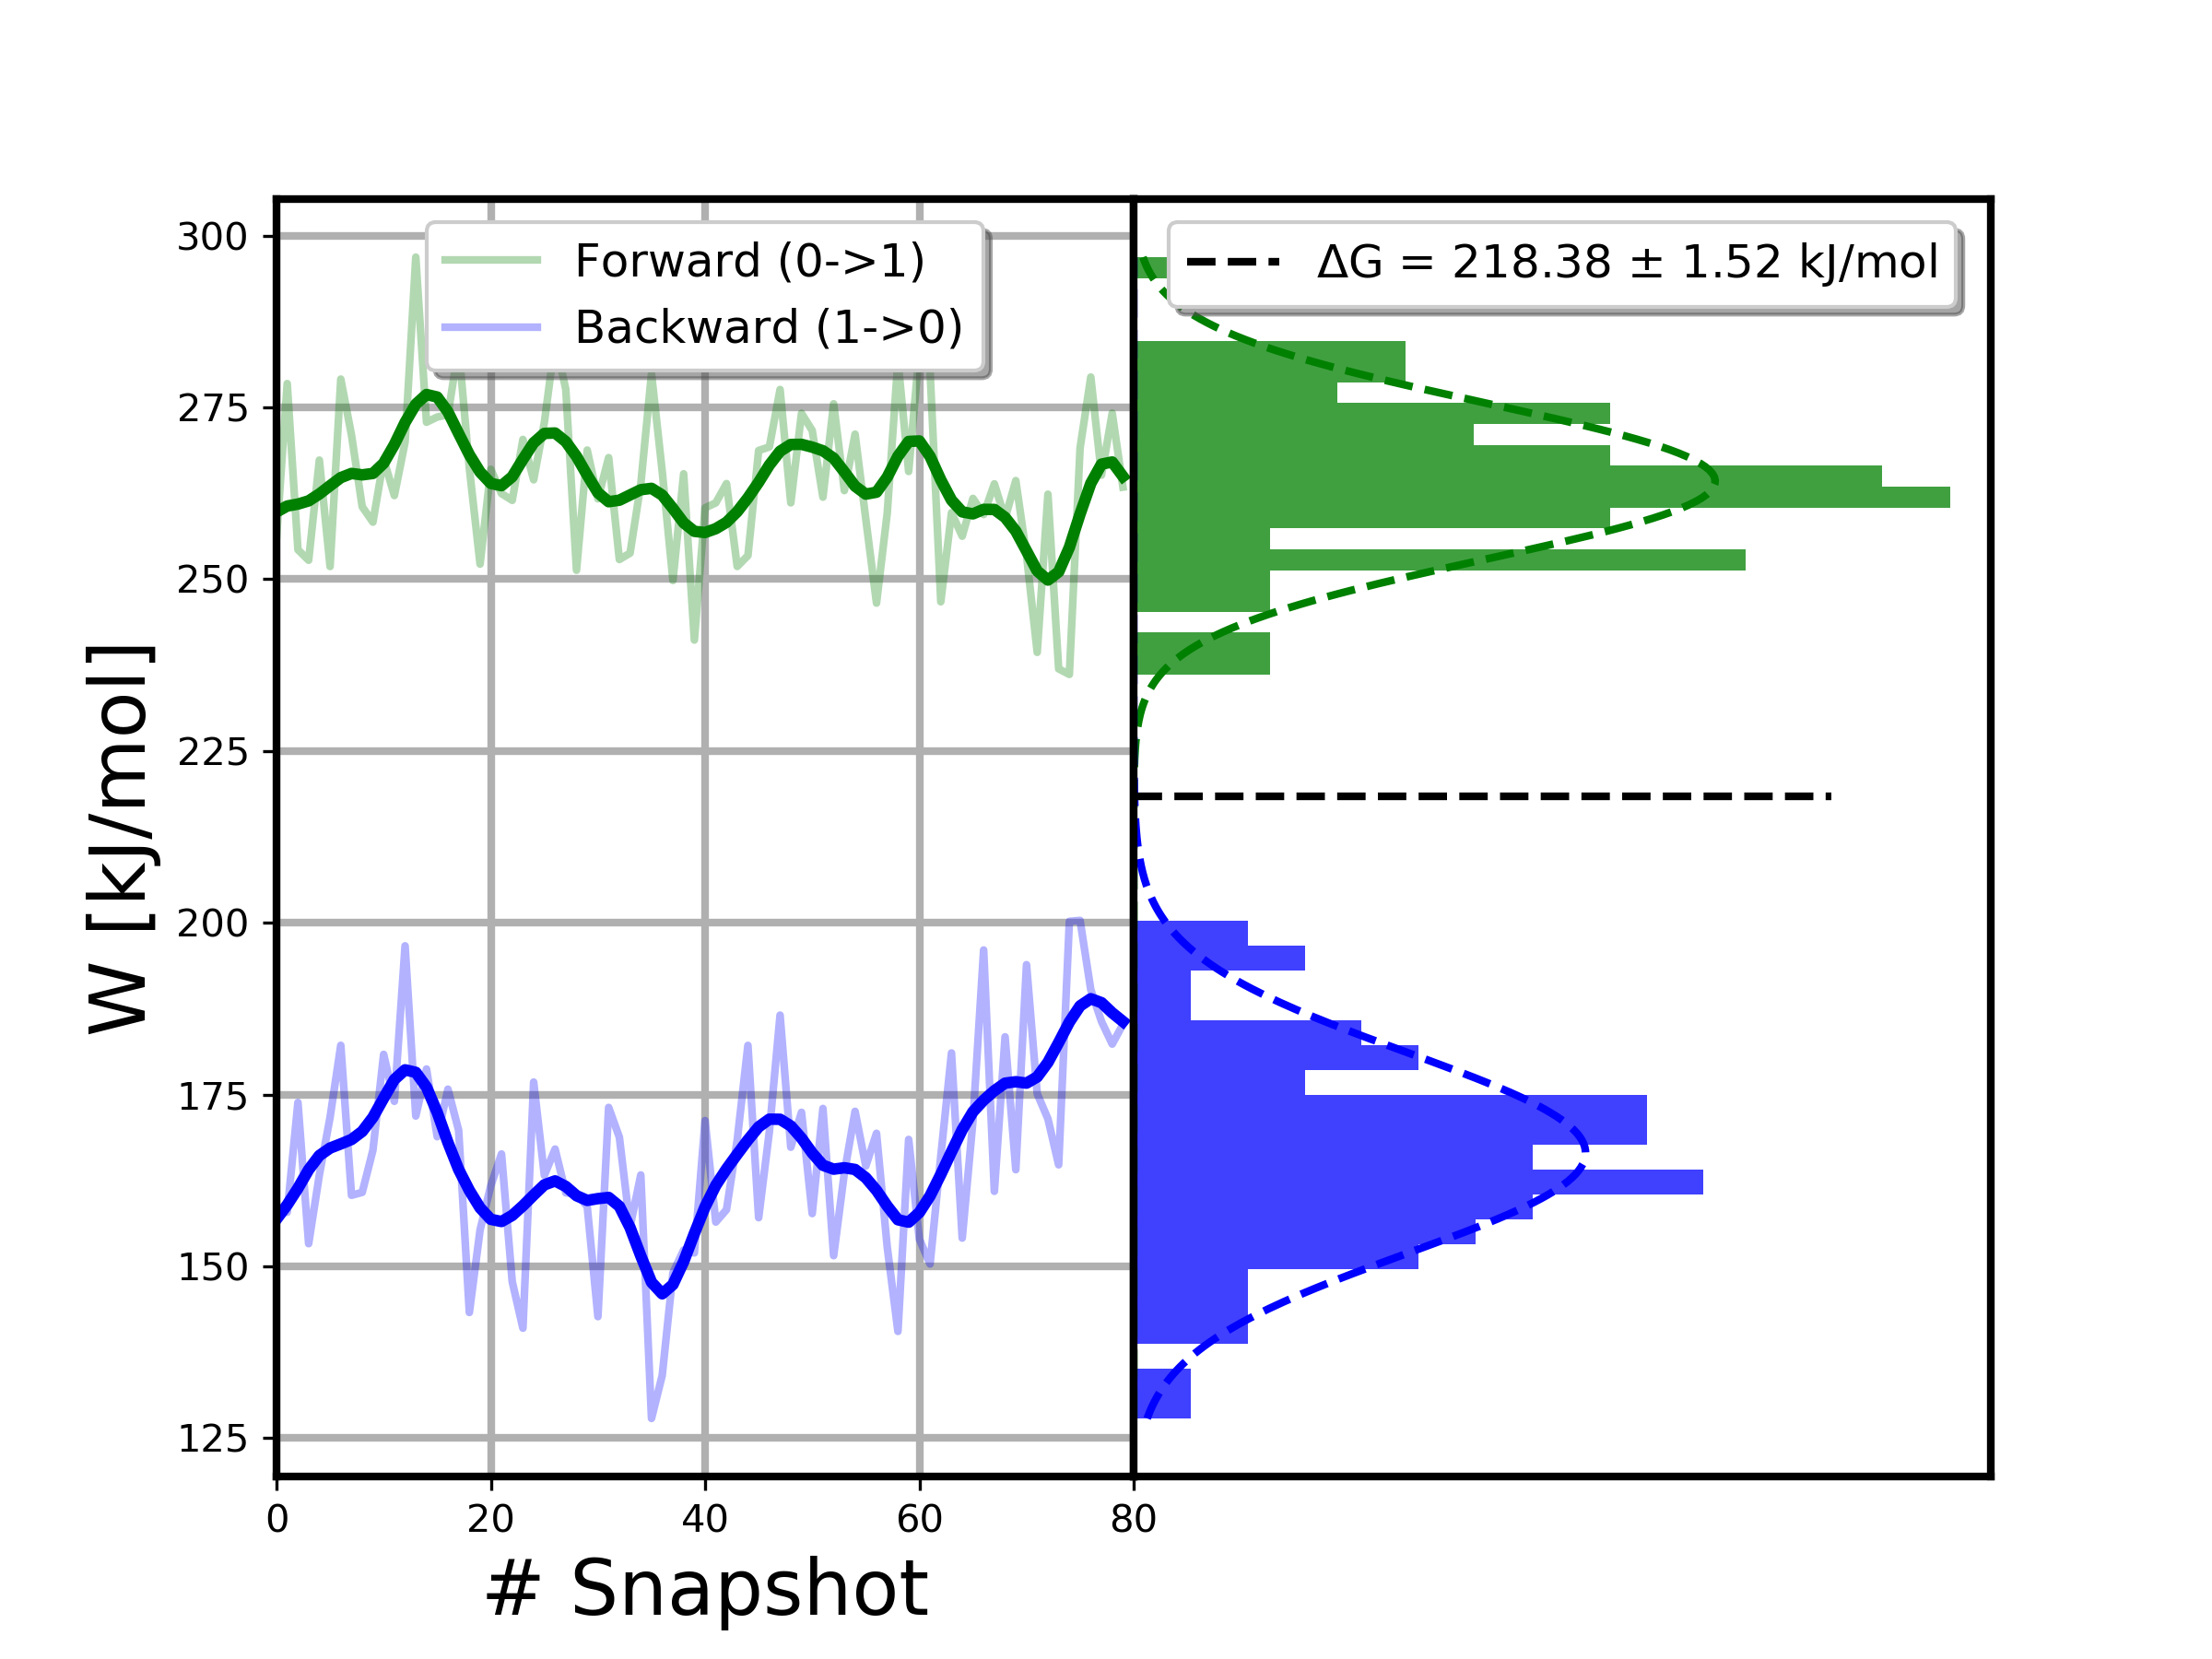 Forward (0->1)
Backward (1->0)
ΔG = 218.38 ± 1.52 kJ/mol
W [kJ/mol]
300
275
250
225
200
175
150
125
0 20 40 60 80
# Snapshot